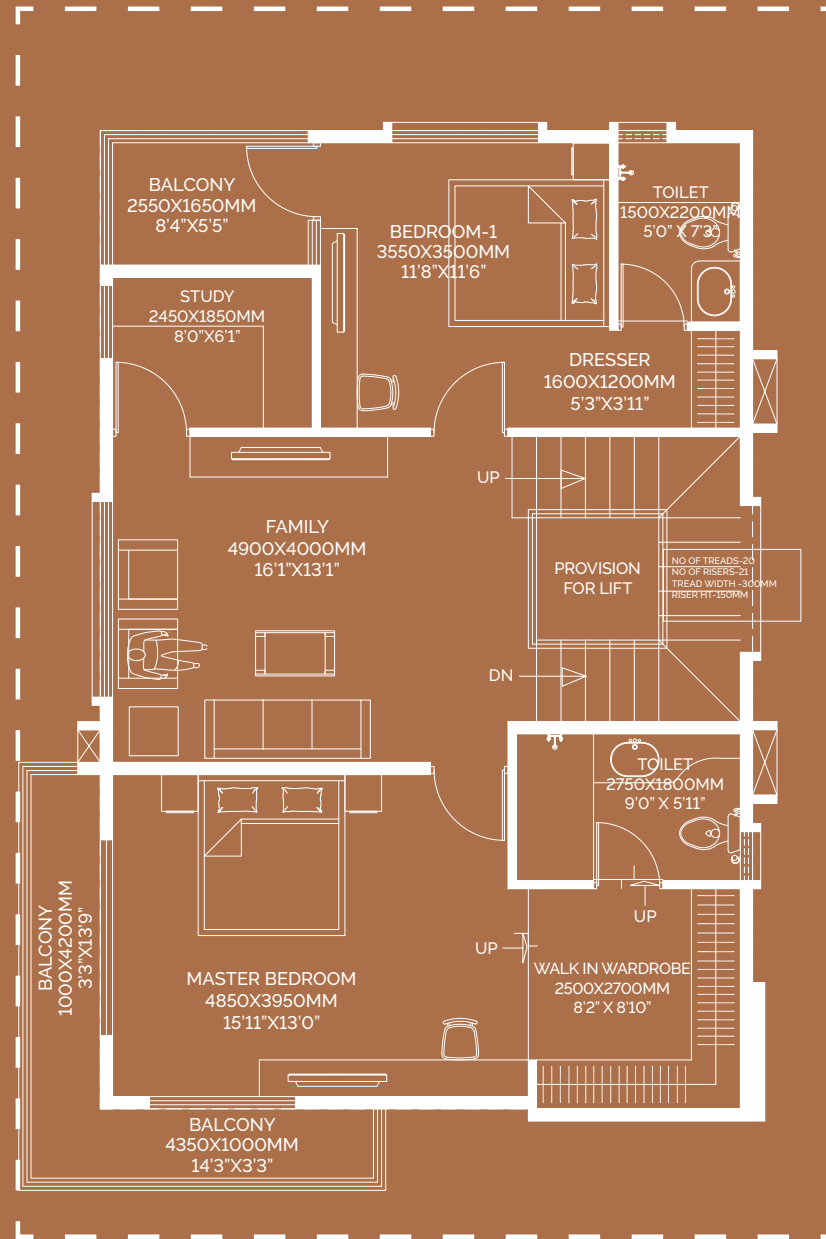 BALCONY
2550X1650MM
8'4"X5'5"
BEDROOM-1
3550X3500MM
11'8"X11'6"
TOILET
1500X2200MM
5'0" X 7'3"
STUDY
2450X1850MM
8'0"X6'1"
DRESSER
1600X1200MM
5'3"X3'11"
UP
FAMILY
4900X4000MM
16'1"X13'1"
PROVISION
FOR LIFT
NO OF TREADS-20
NO OF RISERS-21
TREAD WIDTH -300MM
RISER HT-150MM
DN
TOILET
2750X1800MM
9'0" X 5'11"
BALCONY
1000X4200MM
3'3"X13'9"
UP
UP
MASTER BEDROOM
4850X3950MM
15'11"X13'0"
WALK IN WARDROBE
2500X2700MM
8'2" X 8'10"
BALCONY
4350X1000MM
14'3"X3'3"